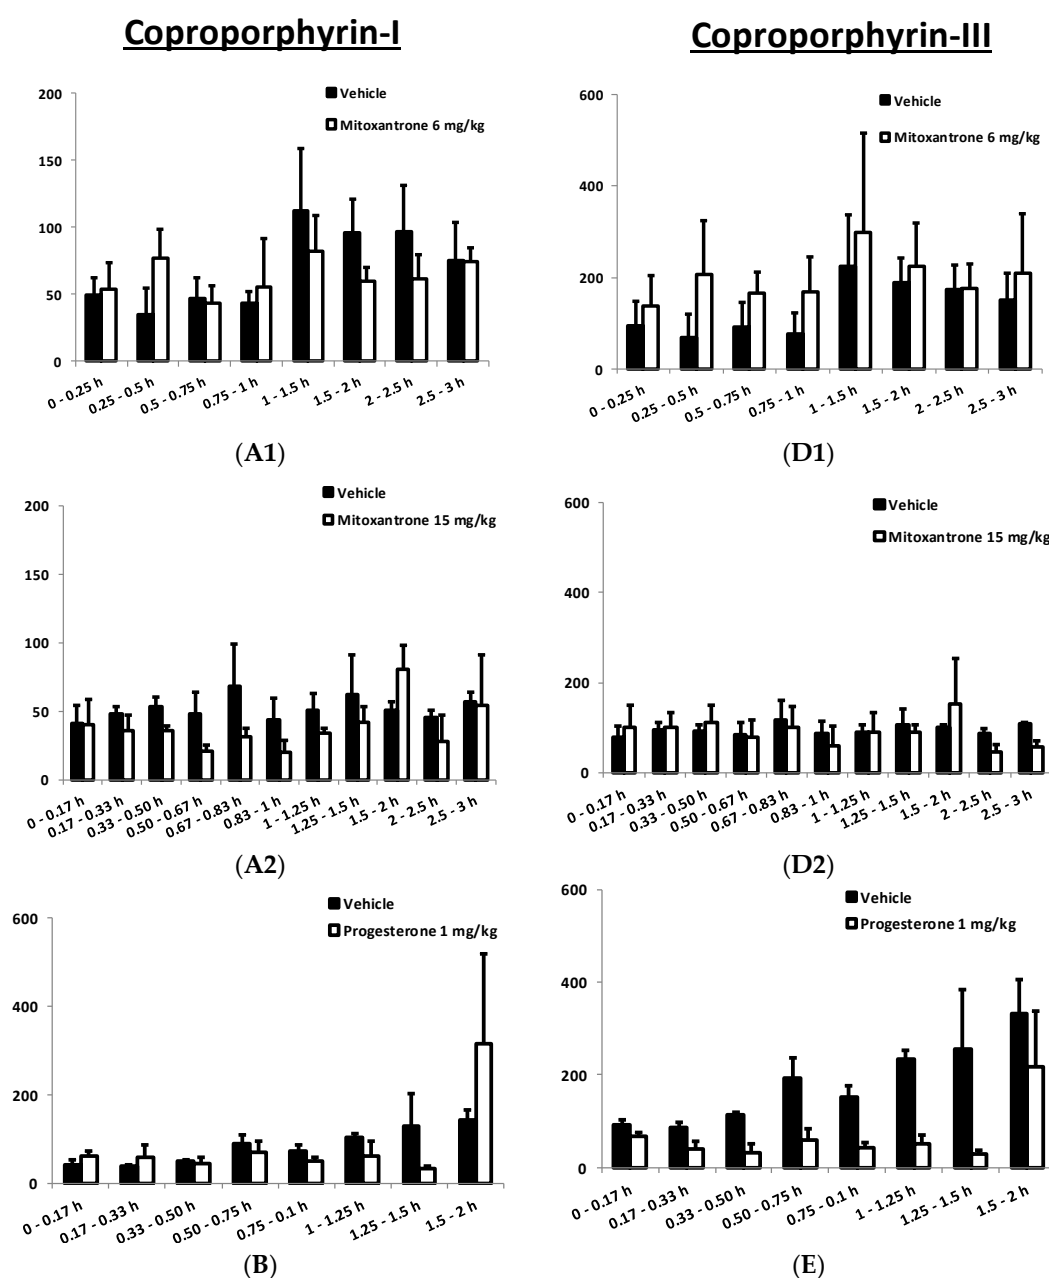 Coproporphyrin-I
Coproporphyrin-III
200
150
100
50
0
Vehicle
Mitoxantrone 6 mg/kg
0 - 0.25 h
0.25 - 0.5 h
0.5 - 0.75 h
0.75 - 1 h
1 - 1.5 h
1.5 - 2 h
2 - 2.5 h
2.5 - 3 h
(A1)
600
400
200
0
Vehicle
Mitoxantrone 6 mg/kg
0 - 0.25 h
0.25 - 0.5 h
0.5 - 0.75 h
0.75 - 1 h
1 - 1.5 h
1.5 - 2 h
2 - 2.5 h
2.5 - 3 h
(D1)
200
150
100
50
0
Vehicle
Mitoxantrone 15 mg/kg
0 - 0.17 h
0.17 - 0.33 h
0.33 - 0.50 h
0.50 - 0.67 h
0.67 - 0.83 h
0.83 - 1 h
1 - 1.25 h
1.25 - 1.5 h
1.5 - 2 h
2 - 2.5 h
2.5 - 3 h
(A2)
600
400
200
0
Vehicle
Mitoxantrone 15 mg/kg
0 - 0.17 h
0.17 - 0.33 h
0.33 - 0.50 h
0.50 - 0.67 h
0.67 - 0.83 h
0.83 - 1 h
1 - 1.25 h
1.25 - 1.5 h
1.5 - 2 h
2 - 2.5 h
2.5 - 3 h
(D2)
600
400
200
0
Vehicle
Progesterone 1 mg/kg
0 - 0.17 h
0.17 - 0.33 h
0.33 - 0.50 h
0.50 - 0.75 h
0.75 - 0.1 h
1 - 1.25 h
1.25 - 1.5 h
1.5 - 2 h
(B)
600
400
200
0
Vehicle
Progesterone 1 mg/kg
0 - 0.17 h
0.17 - 0.33 h
0.33 - 0.50 h
0.50 - 0.75 h
0.75 - 0.1 h
1 - 1.25 h
1.25 - 1.5 h
1.5 - 2 h
(E)